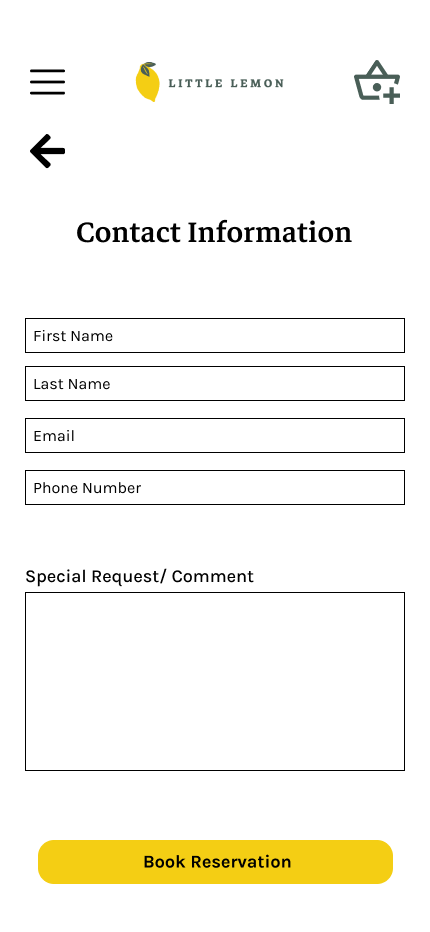 LITTLE LEMON
Contact Information
First Name
Last Name
Email
Phone Number
Special Request/ Comment
Book Reservation